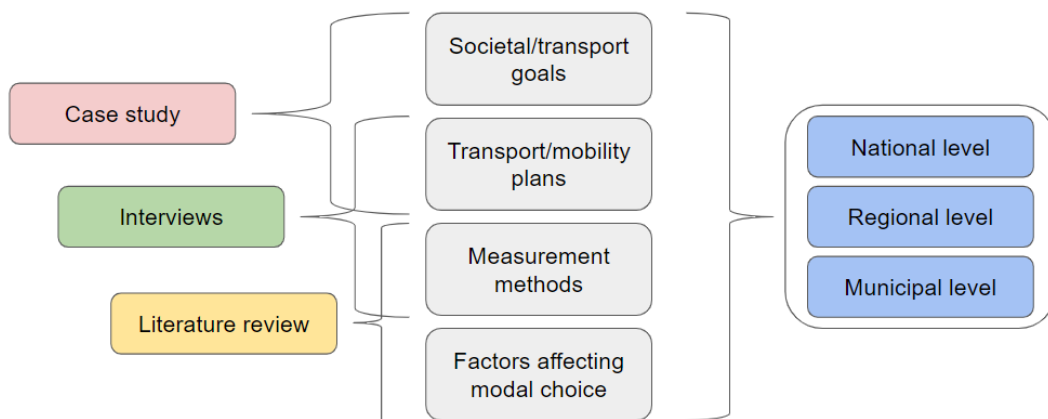 Societal/transport
goals
Case study
Transport/mobility
plans
National level
Interviews
Regional level
Measurement
methods
Municipal level
Literature review
Factors affecting
modal choice